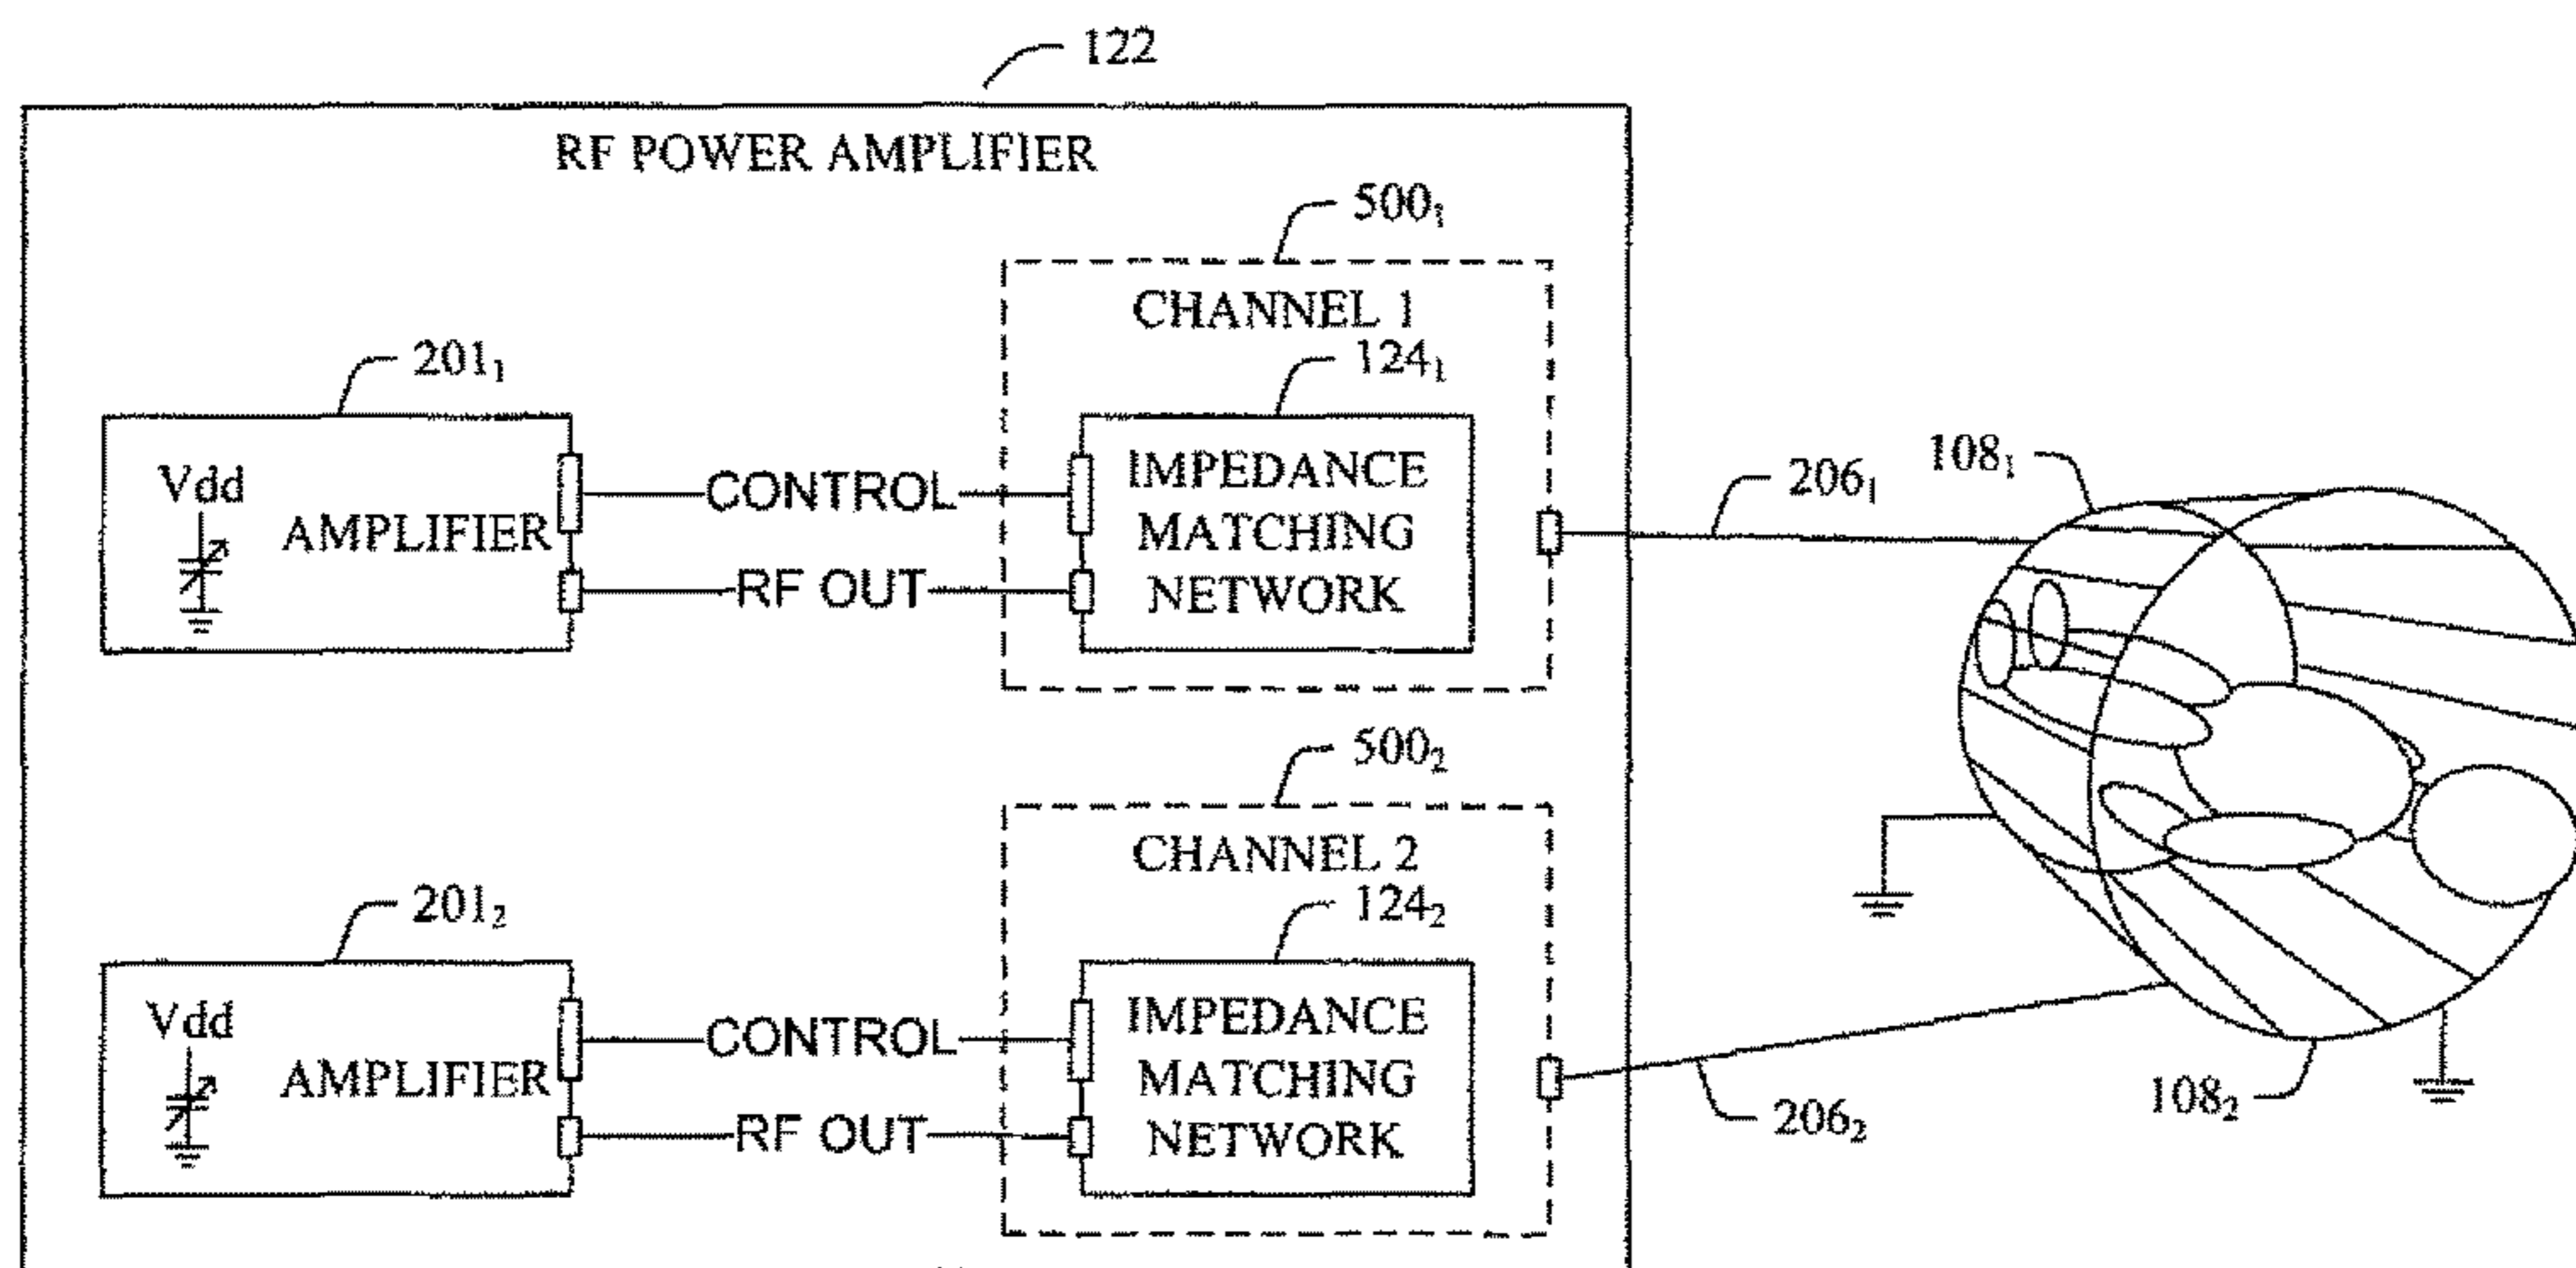 122
RF POWER AMPLIFIER
500₁
CHANNEL 1
201₁
124₁
Vdd
AMPLIFIER
CONTROL
RF OUT
IMPEDANCE
MATCHING
NETWORK
206₁
108₁
500₂
CHANNEL 2
201₂
124₂
Vdd
AMPLIFIER
CONTROL
RF OUT
IMPEDANCE
MATCHING
NETWORK
206₂
108₂